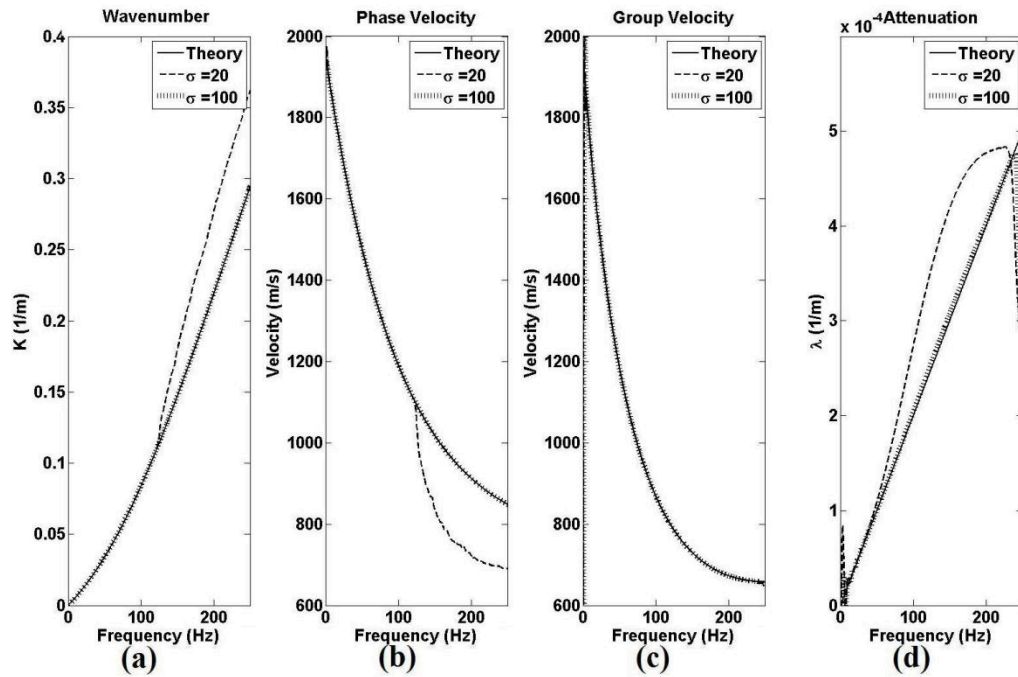 Wavenumber
0.4
0.35
0.3
0.25
0.2
0.15
0.1
0.05
0
K (1/m)
Theory
σ =20
σ =100
0 100 200
Frequency (Hz)
(a)
Phase Velocity
2000
1800
1600
1400
1200
1000
800
600
Velocity (m/s)
Theory
σ =20
σ =100
0 100 200
Frequency (Hz)
(b)
Group Velocity
2000
1800
1600
1400
1200
1000
800
600
Velocity (m/s)
Theory
σ =20
σ =100
0 100 200
Frequency (Hz)
(c)
x 10⁻⁴Attenuation
5
4
3
2
1
0
λ (1/m)
Theory
σ =20
σ =100
0 100 200
Frequency (Hz)
(d)